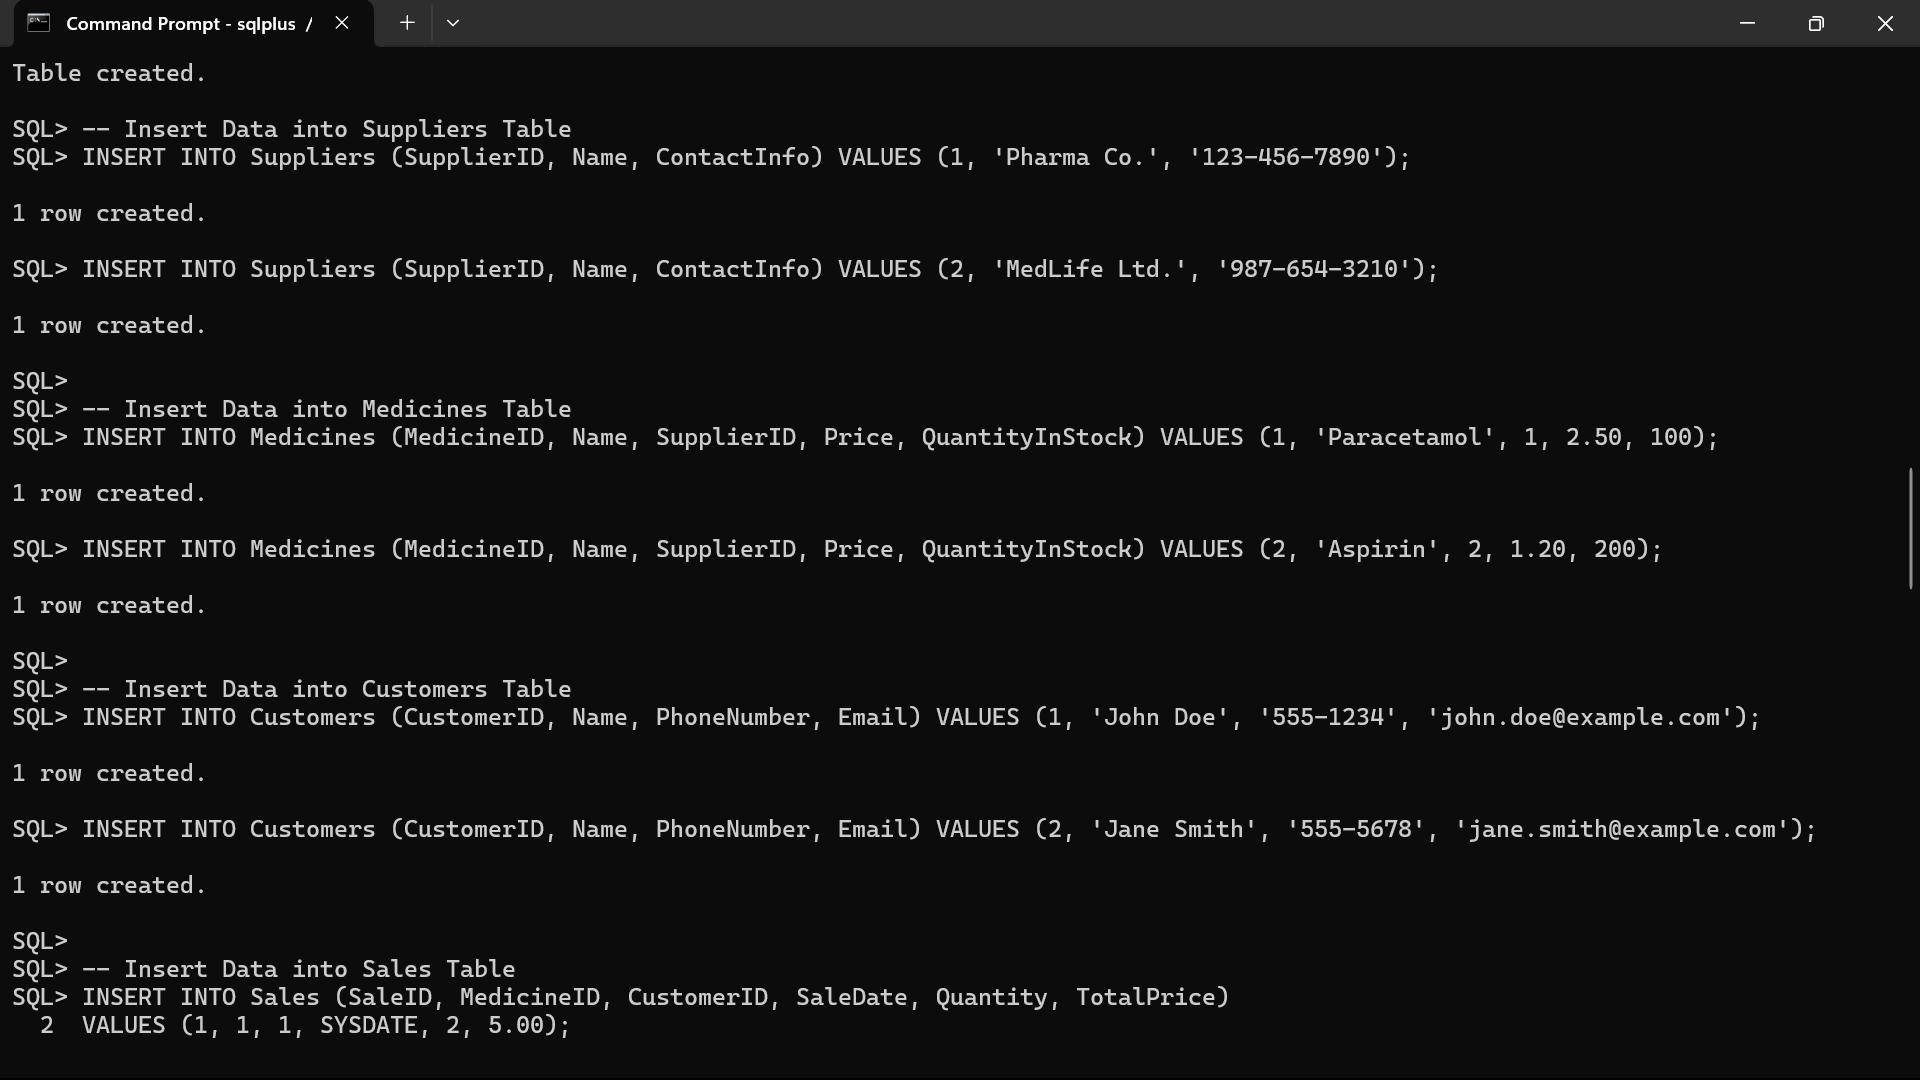 Command Prompt - sqlplus /
Table created.
SQL> -- Insert Data into Suppliers Table
SQL> INSERT INTO Suppliers (SupplierID, Name, ContactInfo) VALUES (1, 'Pharma Co.', '123-456-7890');
1 row created.
SQL> INSERT INTO Suppliers (SupplierID, Name, ContactInfo) VALUES (2, 'MedLife Ltd.', '987-654-3210');
1 row created.
SQL>
SQL> -- Insert Data into Medicines Table
SQL> INSERT INTO Medicines (MedicineID, Name, SupplierID, Price, QuantityInStock) VALUES (1, 'Paracetamol', 1, 2.50, 100);
1 row created.
SQL> INSERT INTO Medicines (MedicineID, Name, SupplierID, Price, QuantityInStock) VALUES (2, 'Aspirin', 2, 1.20, 200);
1 row created.
SQL>
SQL> -- Insert Data into Customers Table
SQL> INSERT INTO Customers (CustomerID, Name, PhoneNumber, Email) VALUES (1, 'John Doe', '555-1234', 'john.doe@example.com');
1 row created.
SQL> INSERT INTO Customers (CustomerID, Name, PhoneNumber, Email) VALUES (2, 'Jane Smith', '555-5678', 'jane.smith@example.com');
1 row created.
SQL>
SQL> -- Insert Data into Sales Table
SQL> INSERT INTO Sales (SaleID, MedicineID, CustomerID, SaleDate, Quantity, TotalPrice)
  2  VALUES (1, 1, 1, SYSDATE, 2, 5.00);